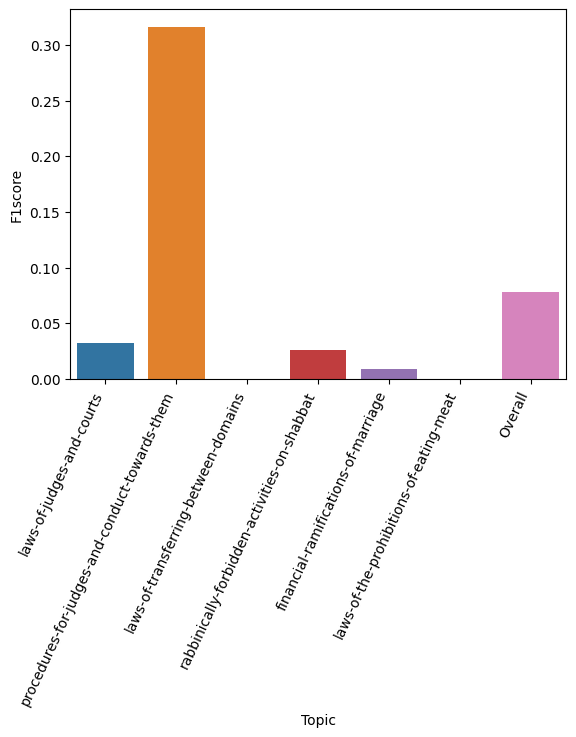 F1score
0.30
0.25
0.20
0.15
0.10
0.05
0.00
laws-of-judges-and-courts
procedures-for-judges-and-conduct-towards-them
laws-of-transferring-between-domains
rabbinically-forbidden-activities-on-shabbat
financial-ramifications-of-marriage
laws-of-the-prohibitions-of-eating-meat
Overall
Topic